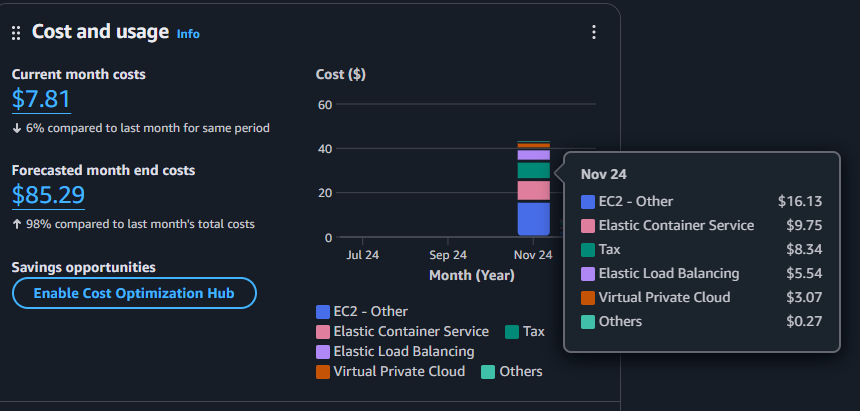 Cost and usage Info
Current month costs
$7.81
↓ 6% compared to last month for same period
Forecasted month end costs
$85.29
↑ 98% compared to last month's total costs
Savings opportunities
Enable Cost Optimization Hub
Cost ($)
60
40
20
0
Jul 24 Sep 24 Nov 24
Month (Year)
EC2 - Other
Elastic Container Service Tax
Elastic Load Balancing
Virtual Private Cloud Others
Nov 24
EC2 - Other $16.13
Elastic Container Service $9.75
Tax $8.34
Elastic Load Balancing $5.54
Virtual Private Cloud $3.07
Others $0.27